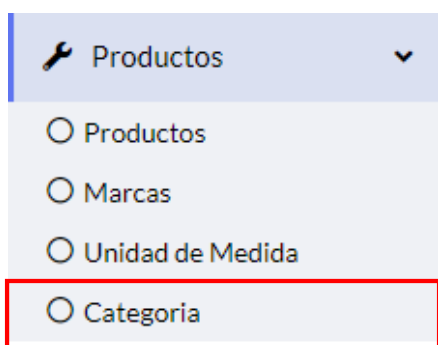 Productos
Productos
Marcas
Unidad de Medida
Categoria